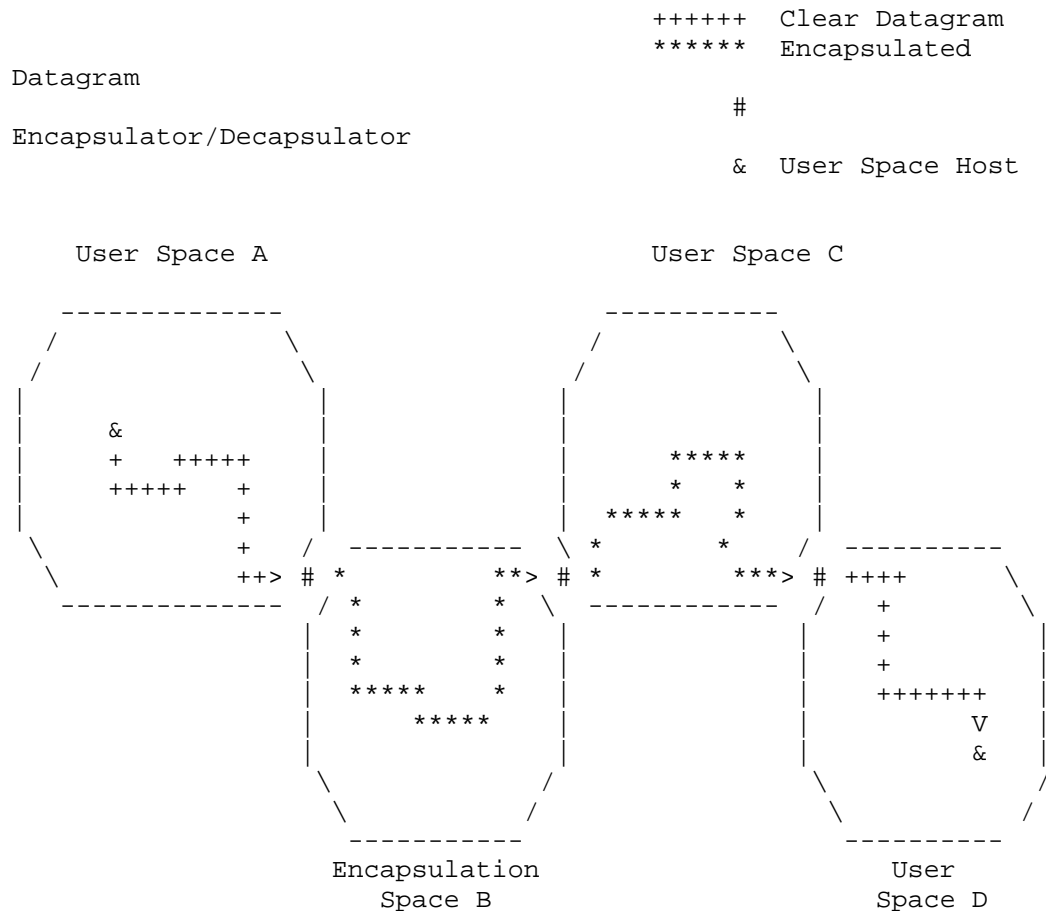 ++++++ Clear Datagram
****** Encapsulated
Datagram
#
Encapsulator/Decapsulator
& User Space Host
User Space A User Space C
&
&
Encapsulation User
Space B Space D